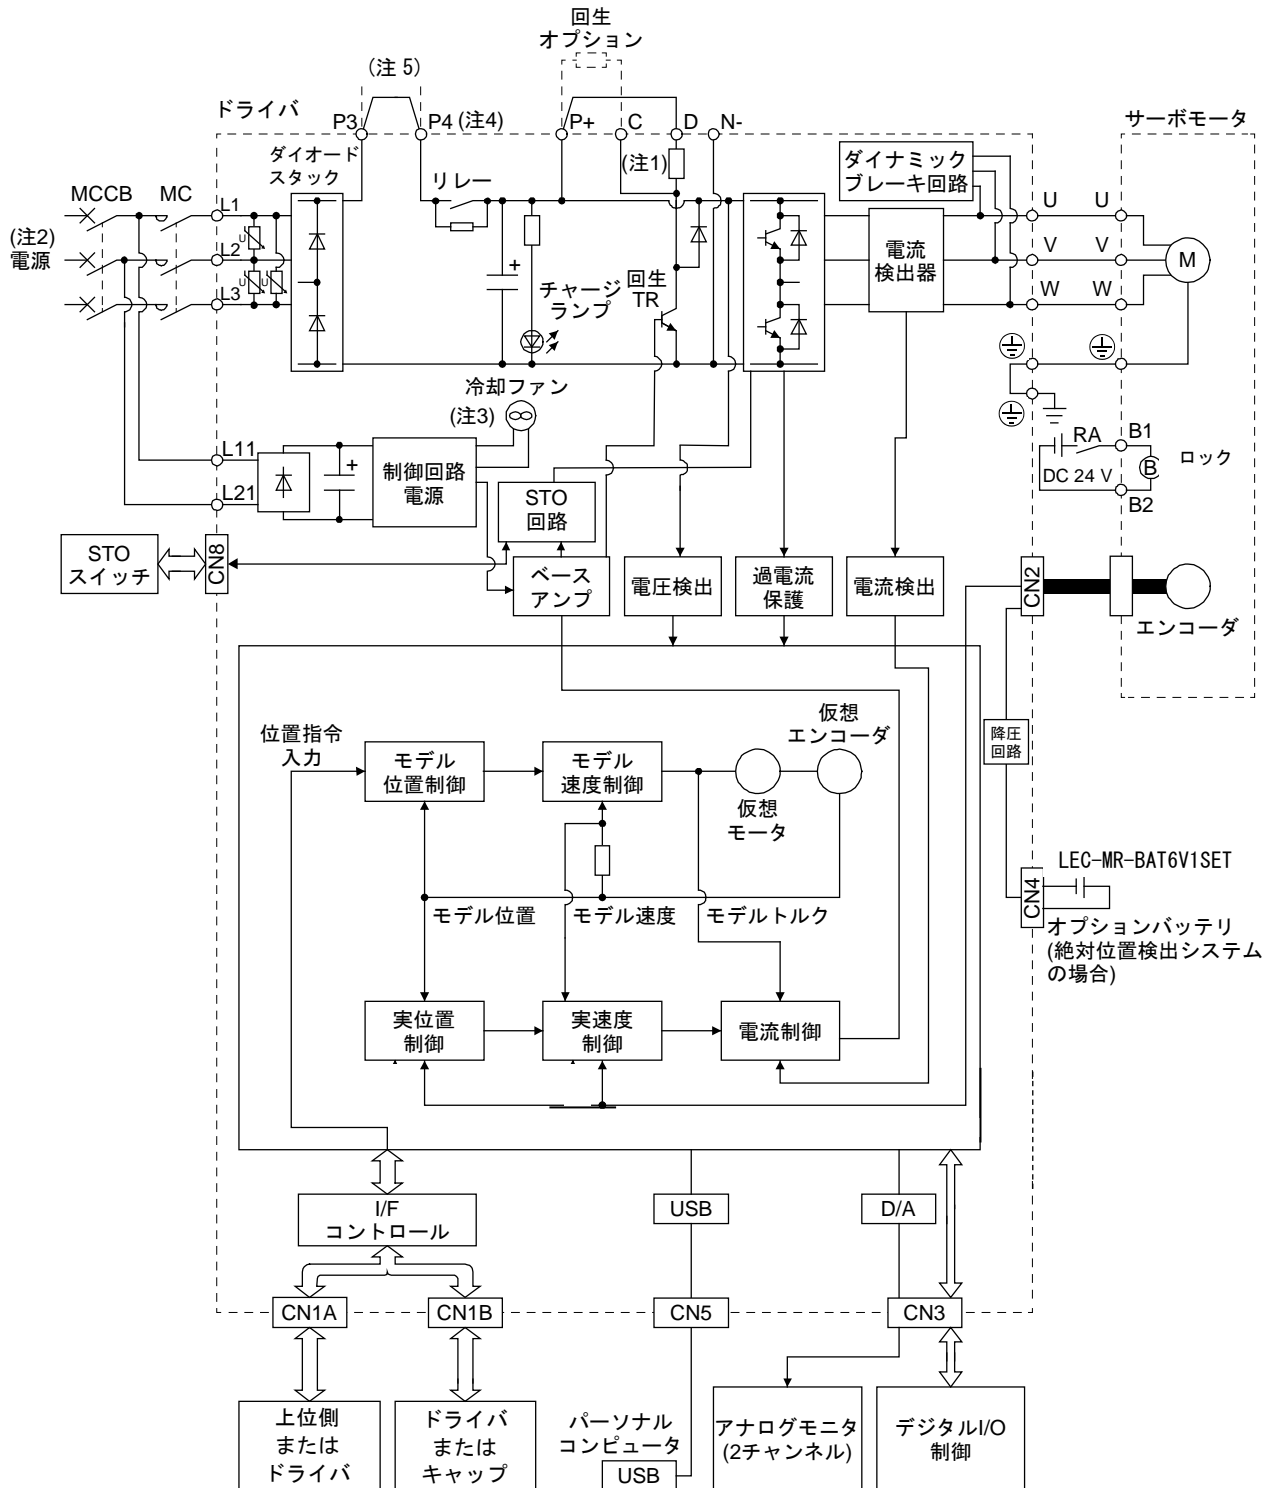 回生
オプション
(注 5)
ドライバ
P3
P4 (注4)
P+
C
D
N-
サーボモータ
ダイオード
スタック
リレー
(注1)
ダイナミック
ブレーキ回路
MCCB
MC
L1
U
U
(注2)
電源
U
L2
電流
検出器
V
V
M
U
U
L3
+
回生
TR
W
W
チャージ
ランプ
冷却ファン
(注3)
L11
+
制御回路
電源
RA
B1
B
ロック
DC 24 V
L21
STO
回路
B2
STO
スイッチ
CN8
ベース
アンプ
電圧検出
過電流
保護
電流検出
CN2
エンコーダ
位置指令
入力
仮想
エンコーダ
降圧
回路
モデル
位置制御
モデル
速度制御
仮想
モータ
LEC-MR-BAT6V1SET
CN4
モデル位置
モデル速度
モデルトルク
オプションバッテリ
(絶対位置検出システム
の場合)
実位置
制御
実速度
制御
電流制御
I/F
コントロール
USB
D/A
CN1A
CN1B
CN5
CN3
上位側
または
ドライバ
ドライバ
または
キャップ
パーソナル
コンピュータ
USB
アナログモニタ
(2チャンネル)
デジタルI/O
制御